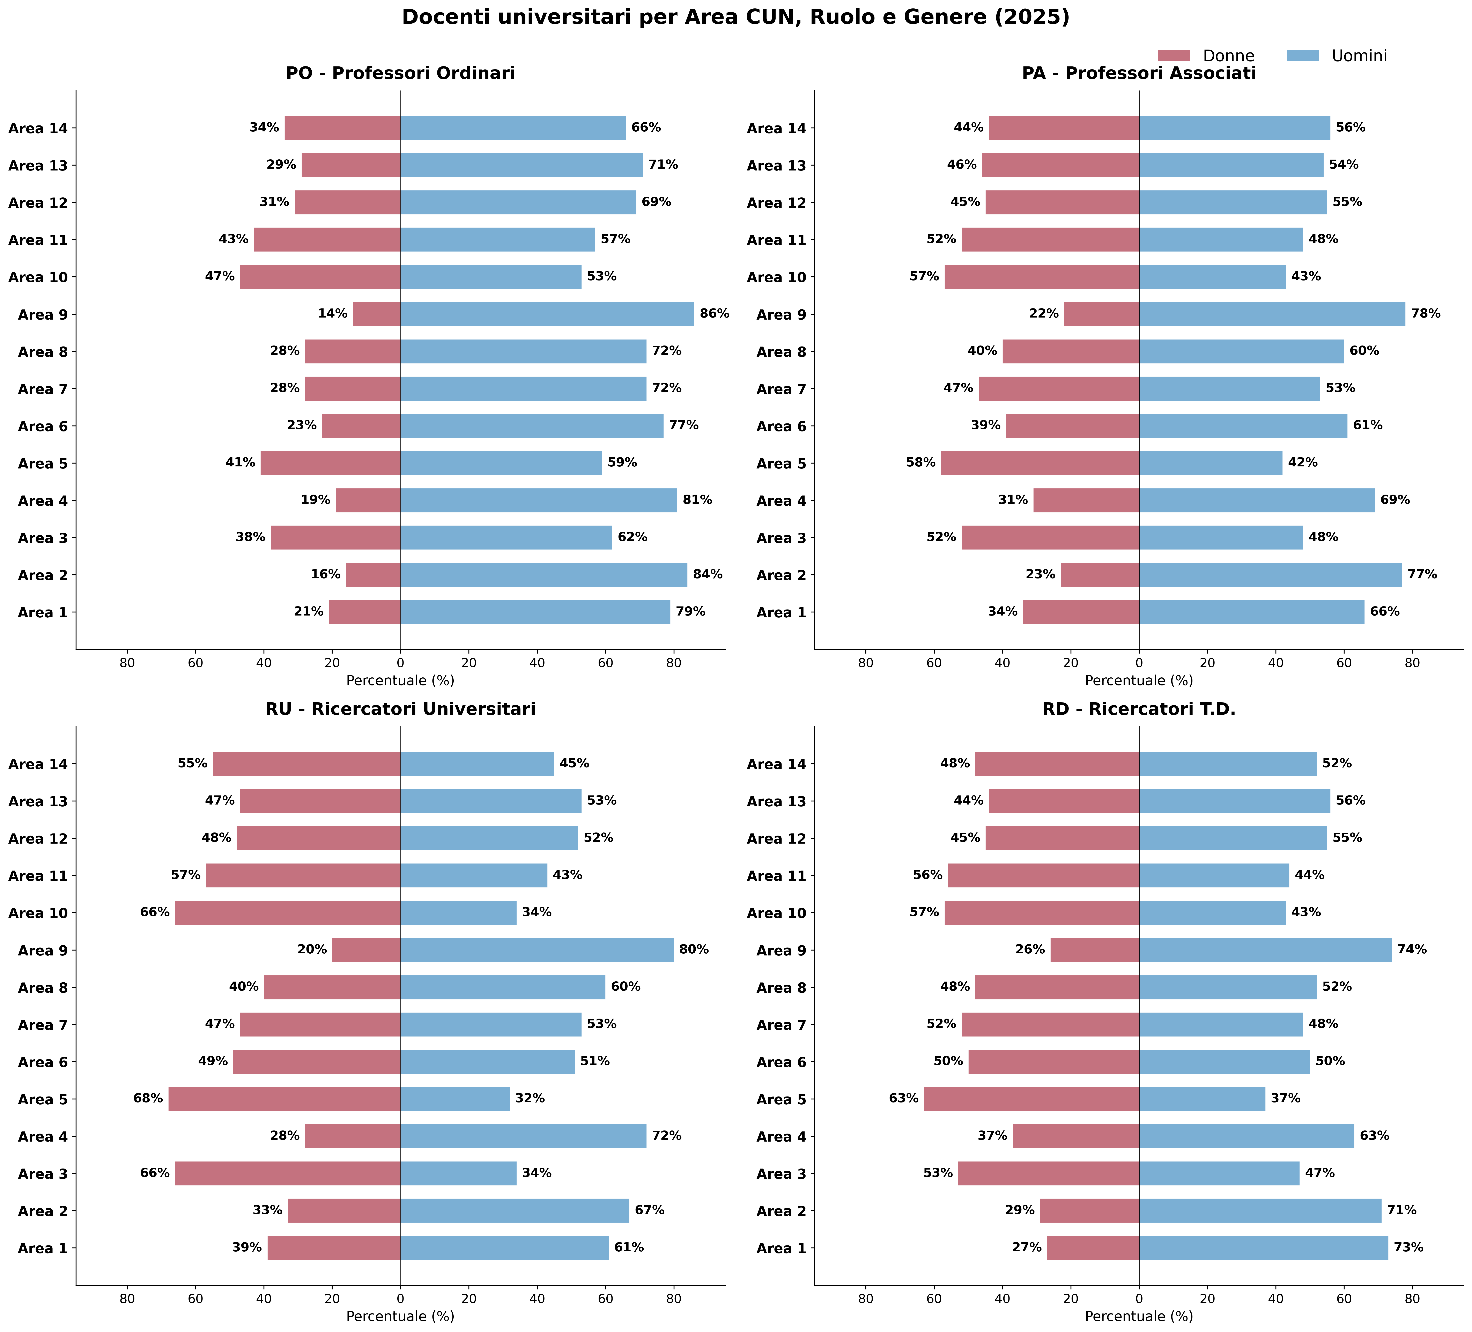 Docenti universitari per Area CUN, Ruolo e Genere (2025)
Donne Uomini
PO - Professori Ordinari
Area 14 34% 66%
Area 13 29% 71%
Area 12 31% 69%
Area 11 43% 57%
Area 10 47% 53%
Area 9 14% 86%
Area 8 28% 72%
Area 7 28% 72%
Area 6 23% 77%
Area 5 41% 59%
Area 4 19% 81%
Area 3 38% 62%
Area 2 16% 84%
Area 1 21% 79%
80 60 40 20 0 20 40 60 80
Percentuale (%)
PA - Professori Associati
Area 14 44% 56%
Area 13 46% 54%
Area 12 45% 55%
Area 11 52% 48%
Area 10 57% 43%
Area 9 22% 78%
Area 8 40% 60%
Area 7 47% 53%
Area 6 39% 61%
Area 5 58% 42%
Area 4 31% 69%
Area 3 52% 48%
Area 2 23% 77%
Area 1 34% 66%
80 60 40 20 0 20 40 60 80
Percentuale (%)
RU - Ricercatori Universitari
Area 14 55% 45%
Area 13 47% 53%
Area 12 48% 52%
Area 11 57% 43%
Area 10 66% 34%
Area 9 20% 80%
Area 8 40% 60%
Area 7 47% 53%
Area 6 49% 51%
Area 5 68% 32%
Area 4 28% 72%
Area 3 66% 34%
Area 2 33% 67%
Area 1 39% 61%
80 60 40 20 0 20 40 60 80
Percentuale (%)
RD - Ricercatori T.D.
Area 14 48% 52%
Area 13 44% 56%
Area 12 45% 55%
Area 11 56% 44%
Area 10 57% 43%
Area 9 26% 74%
Area 8 48% 52%
Area 7 52% 48%
Area 6 50% 50%
Area 5 63% 37%
Area 4 37% 63%
Area 3 53% 47%
Area 2 29% 71%
Area 1 27% 73%
80 60 40 20 0 20 40 60 80
Percentuale (%)